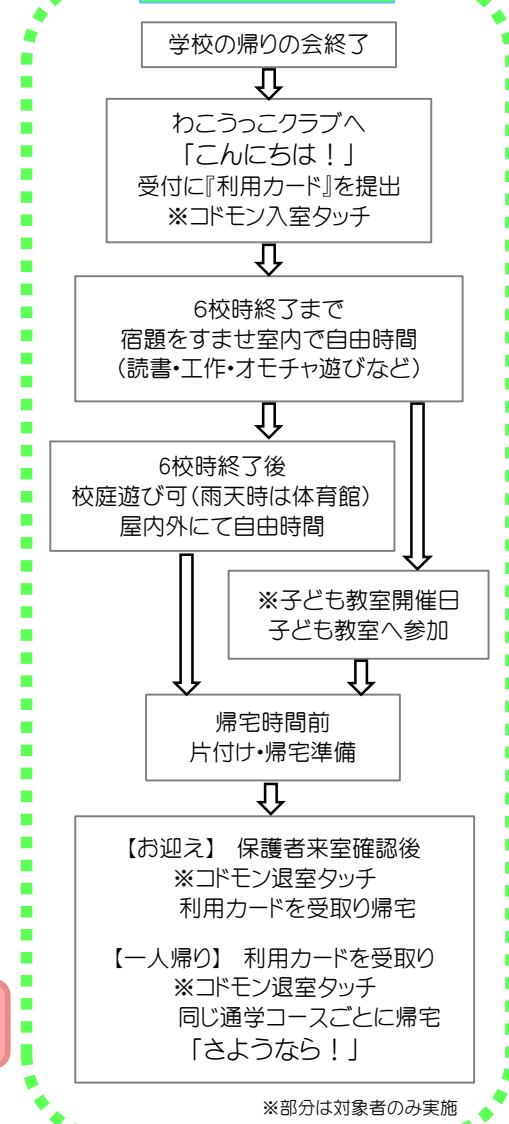 学校の帰りの会終了
わこうっこクラブへ
「こんにちは！」
受付に『利用カード』を提出
※コドモン入室タッチ
6校時終了まで
宿題をすませ室内で自由時間
（読書・工作・オモチャ遊びなど）
6校時終了後
校庭遊び可（雨天時は体育館）
屋内外にて自由時間
※子ども教室開催日
子ども教室へ参加
帰宅時間前
片付け・帰宅準備
【お迎え】 保護者来室確認後
※コドモン退室タッチ
利用カードを受取り帰宅
【一人帰り】 利用カードを受取り
※コドモン退室タッチ
同じ通学コースごとに帰宅
「さようなら！」
※部分は対象者のみ実施